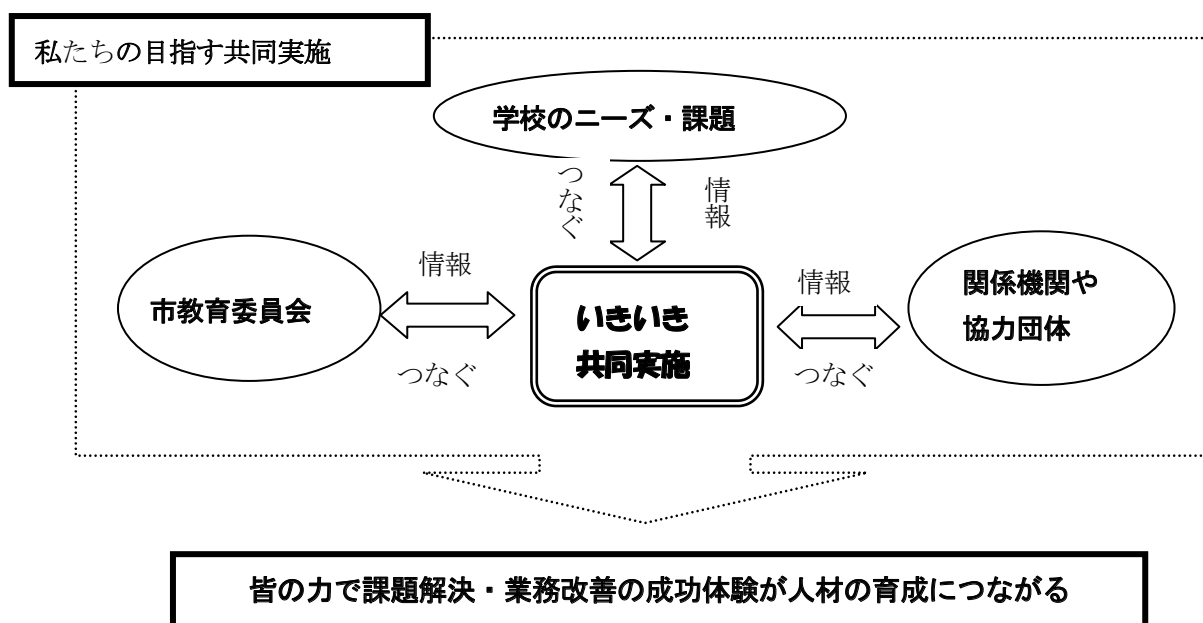 私たちの目指す共同実施
学校のニーズ・課題
つなぐ
情報
市教育委員会
情報
つなぐ
いきいき
共同実施
情報
つなぐ
関係機関や
協力団体
皆の力で課題解決・業務改善の成功体験が人材の育成につながる